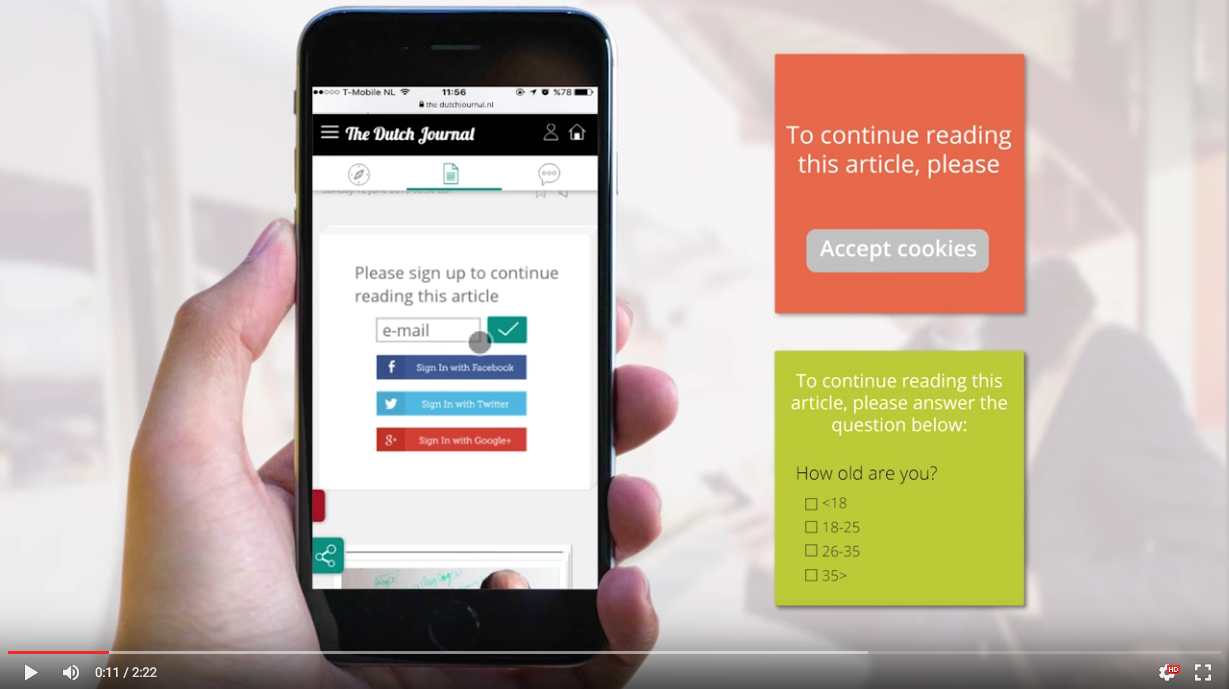 T-Mobile NL 11:56 %78
the dutchjournal.nl
The Dutch Journal
Please sign up to continue
reading this article
e-mail
f Sign In with Facebook
Sign In with Twitter
g+ Sign In with Google+
To continue reading
this article, please
Accept cookies
To continue reading this
article, please answer the
question below:
How old are you?
<18
18-25
26-35
35>
0:11 / 2:22
HD